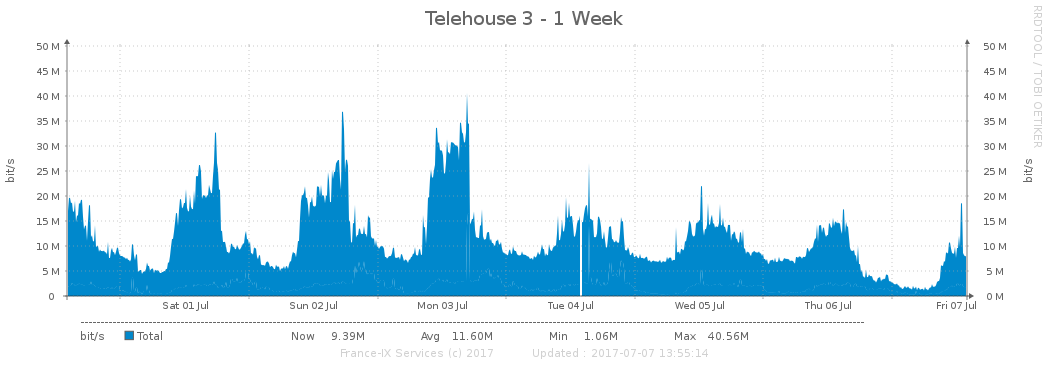 Telehouse 3 - 1 Week
RRDTOOL / TOBI OETIKER
bit/s
50 M 50 M
45 M 45 M
40 M 40 M
35 M 35 M
30 M 30 M
25 M 25 M
20 M 20 M
15 M 15 M
10 M 10 M
5 M 5 M
0 0 M
bit/s
Sat 01 Jul Sun 02 Jul Mon 03 Jul Tue 04 Jul Wed 05 Jul Thu 06 Jul Fri 07 Jul
bit/s Total Now 9.39M Avg 11.60M Min 1.06M Max 40.56M
France-IX Services (c) 2017 Updated : 2017-07-07 13:55:14